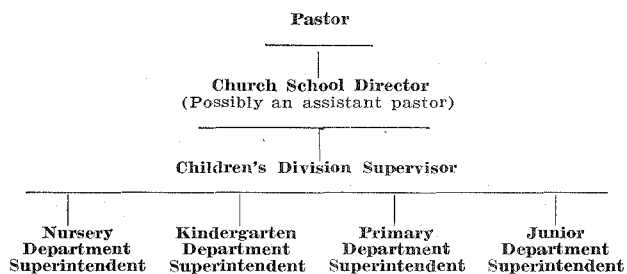 Pastor
Church School Director
(Possibly an assistant pastor)
Children's Division Supervisor
Nursery Department Superintendent
Kindergarten Department Superintendent
Primary Department Superintendent
Junior Department Superintendent